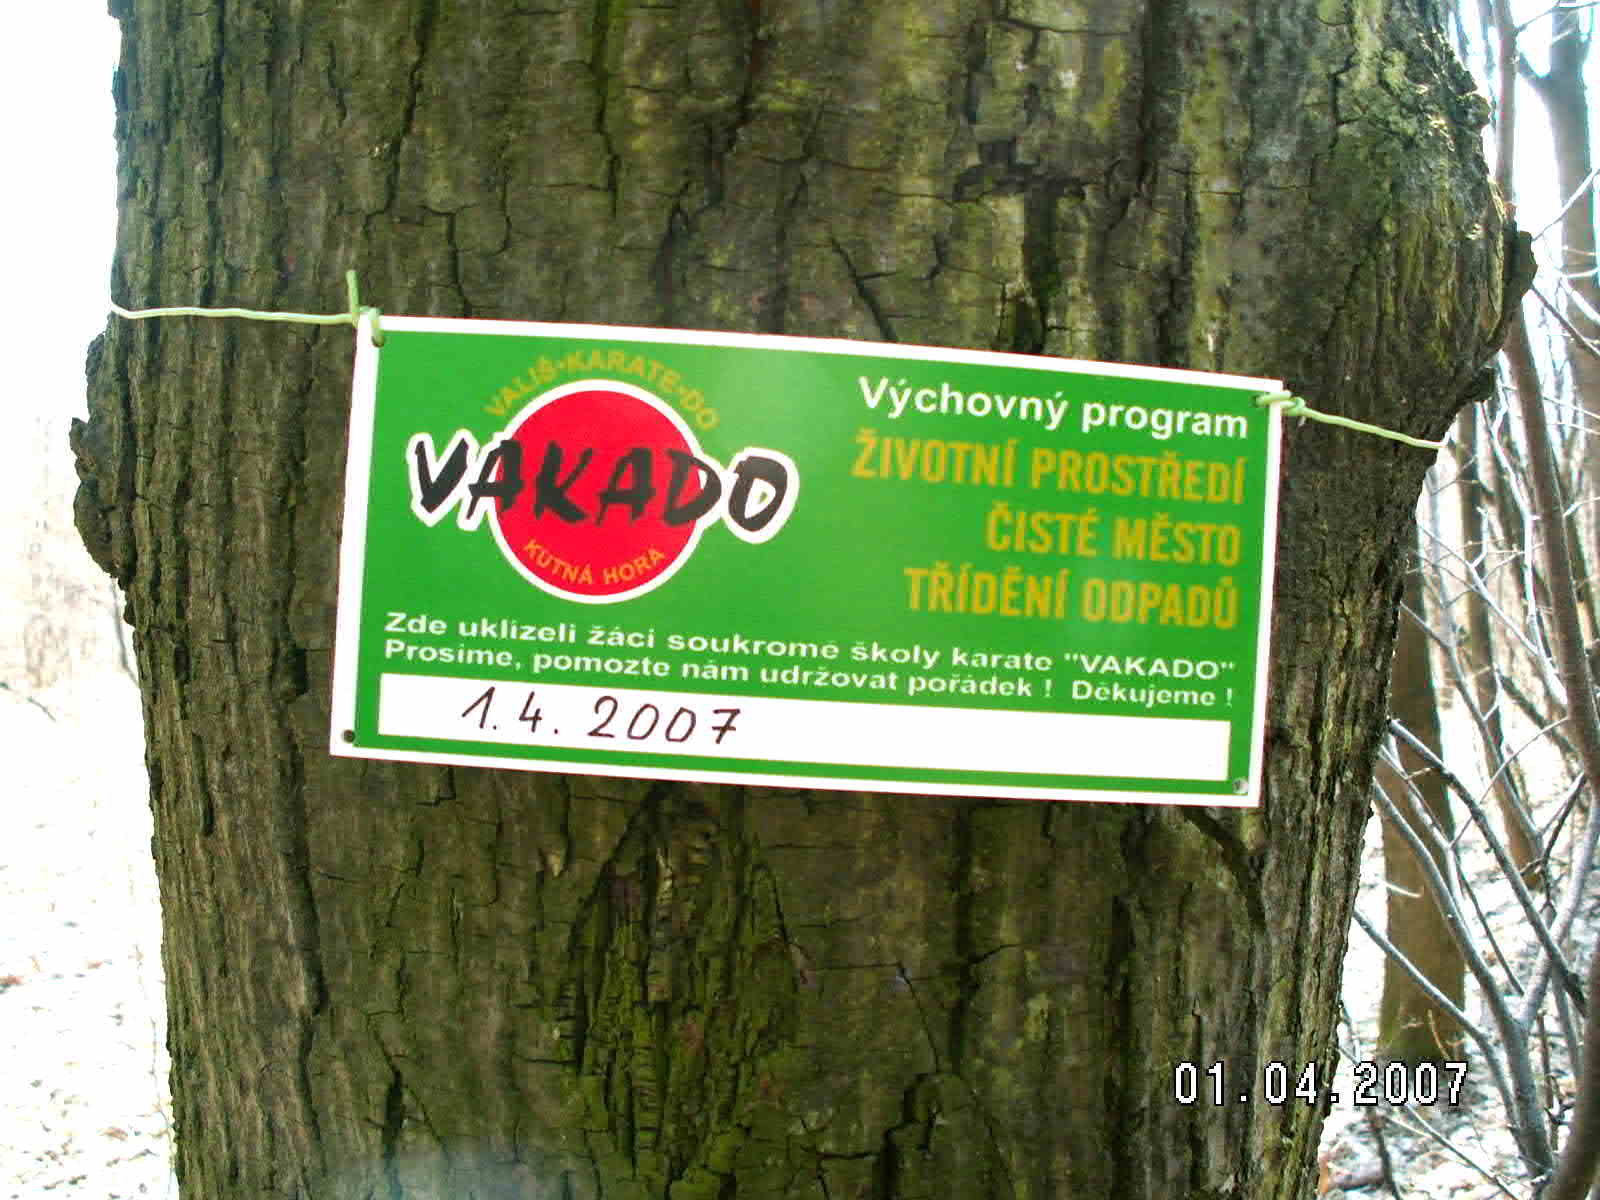 VALIŠ-KARATE-DO
VAKADO
KUTNÁ HORA
Výchovný program
ŽIVOTNÍ PROSTŘEDÍ
ČISTÉ MĚSTO
TŘÍDĚNÍ ODPADŮ
Zde uklízeli žáci soukromé školy karate "VAKADO"
Prosíme, pomozte nám udržovat pořádek ! Děkujeme !
1. 4. 2007
01.04.2007